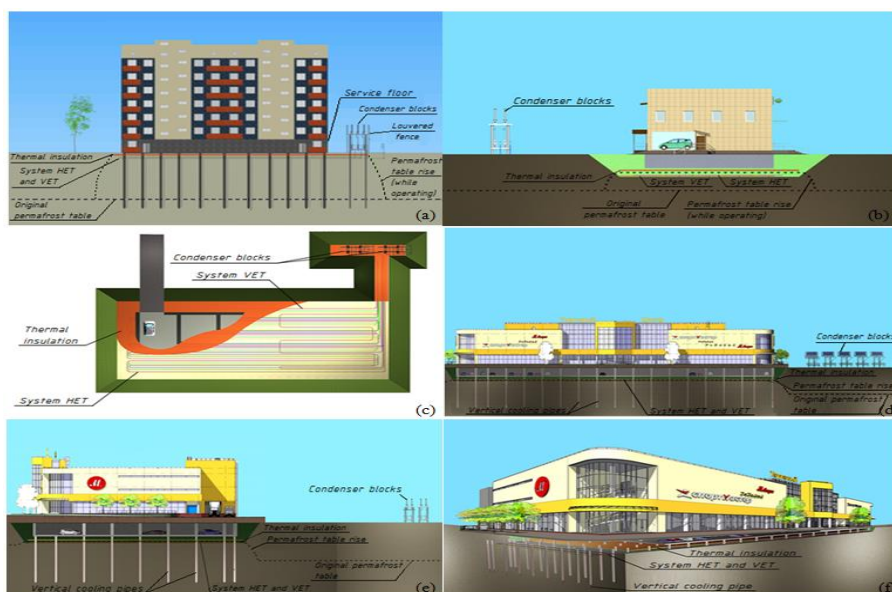 Service floor
Condenser blocks
Louvered
fence
Thermal insulation
System HET
and VET
Original
permafrost table
Permafrost
table rise
(while
operating)
(a)
Condenser blocks
Thermal insulation
System VET
System HET
Original
permafrost table
Permafrost table rise
(while operating)
(b)
Condenser blocks
System VET
Thermal
insulation
System HET
(c)
Condenser blocks
Thermal insulation
Permafrost table rise
Original permafrost
table
Vertical cooling pipes
System HET and VET
(d)
M
Condenser blocks
Thermal insulation
Permafrost table rise
Original permafrost
table
Vertical cooling pipes
System HET and VET
(e)
M
Thermal insulation
System HET and VET
Vertical cooling pipe
(f)